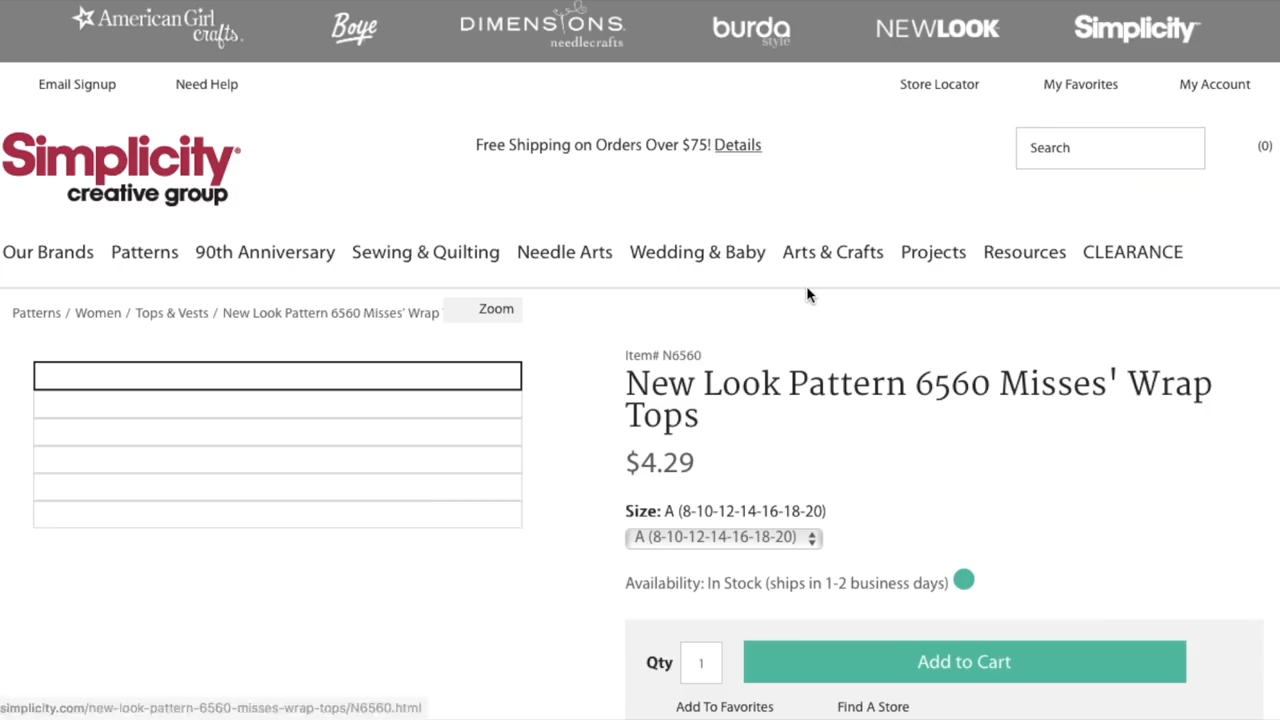 American Girl crafts. Boye DIMENSIONS needlecrafts burda style NEWLOOK Simplicity
Email Signup Need Help Store Locator My Favorites My Account
Simplicity creative group
Free Shipping on Orders Over $75! Details
Search
(0)
Our Brands Patterns 90th Anniversary Sewing & Quilting Needle Arts Wedding & Baby Arts & Crafts Projects Resources CLEARANCE
Patterns / Women / Tops & Vests / New Look Pattern 6560 Misses' Wrap
Zoom
Item# N6560
New Look Pattern 6560 Misses' Wrap
Tops
$4.29
Size: A (8-10-12-14-16-18-20)
A (8-10-12-14-16-18-20)
Availability: In Stock (ships in 1-2 business days)
Qty 1 Add to Cart
Add To Favorites Find A Store
simplicity.com/new-look-pattern-6560-misses-wrap-tops/N6560.html